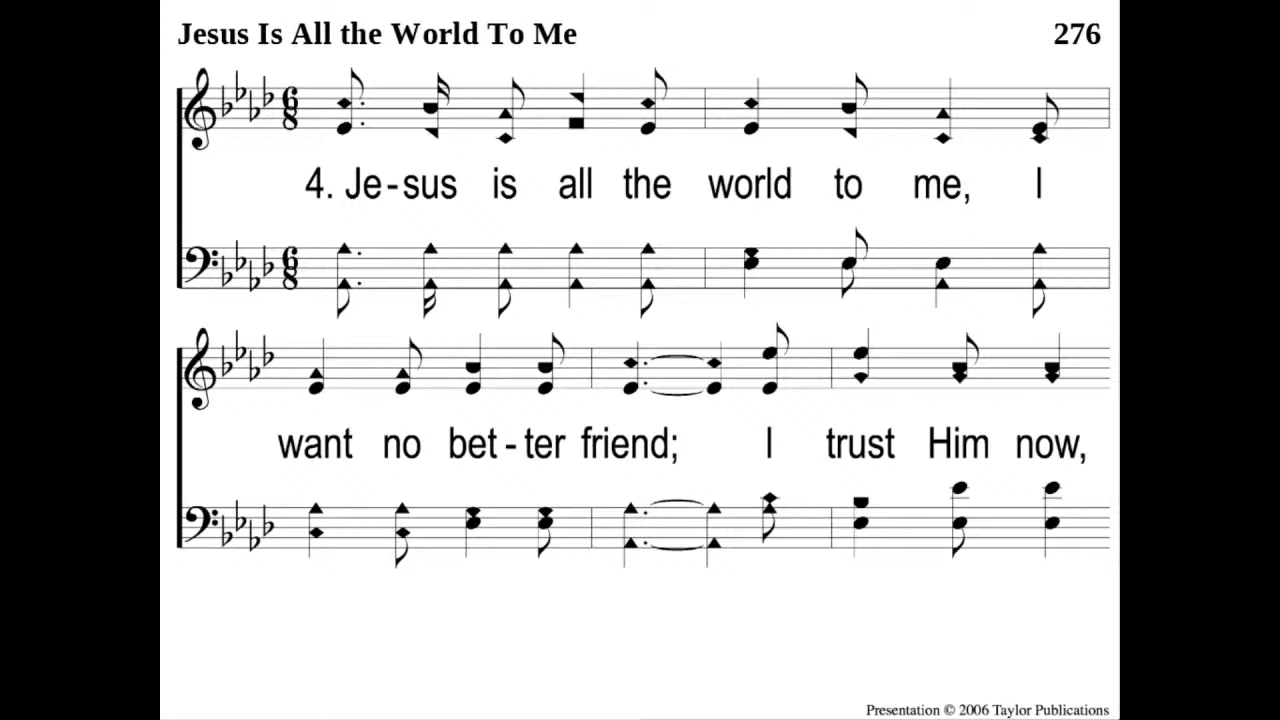 Jesus Is All the World To Me 276
4. Je-sus is all the world to me, I
want no bet-ter friend; I trust Him now,
Presentation © 2006 Taylor Publications